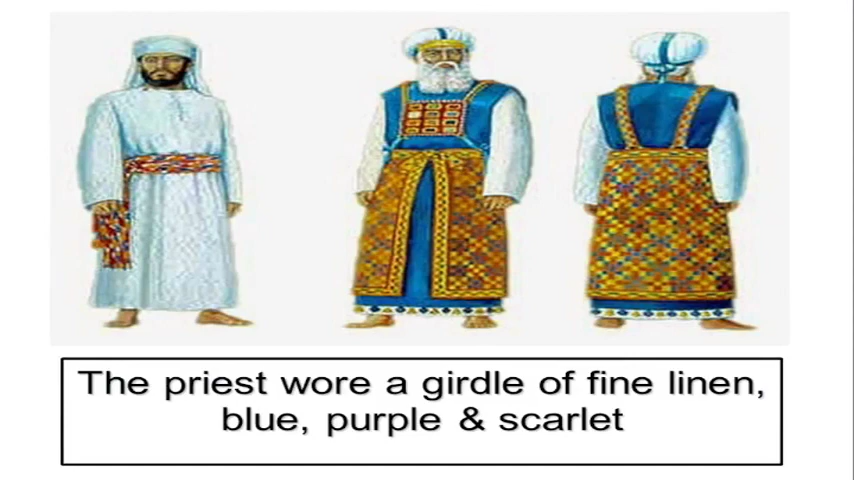 The priest wore a girdle of fine linen,
blue, purple & scarlet